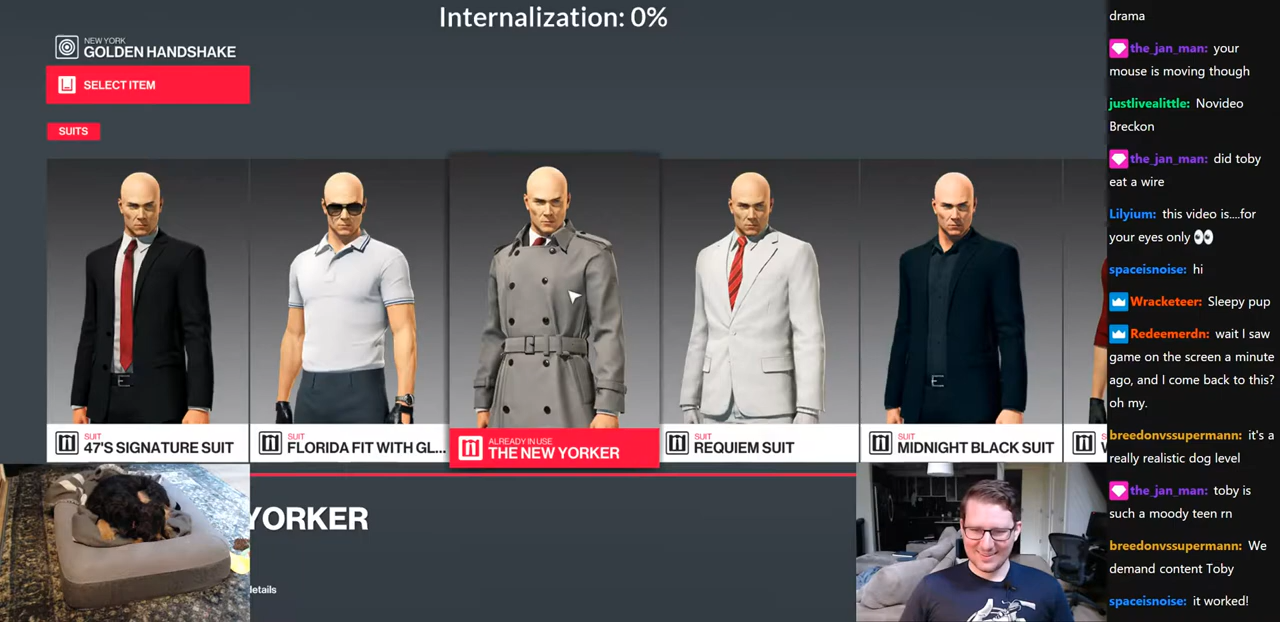 Internalization: 0%
NEW YORK
GOLDEN HANDSHAKE
SELECT ITEM
SUITS
SUIT
47'S SIGNATURE SUIT
SUIT
FLORIDA FIT WITH GL...
ALREADY IN USE
THE NEW YORKER
SUIT
REQUIEM SUIT
SUIT
MIDNIGHT BLACK SUIT
YORKER
details
drama
the_jan_man: your
mouse is moving though
justlivealittle: Novideo
Breckon
the_jan_man: did toby
eat a wire
Lilyium: this video is....for
your eyes only 👀
spaceisnoise: hi
Wracketeer: Sleepy pup
Redeemerdn: wait I saw
game on the screen a minute
ago, and I come back to this?
oh my.
breedonvssupermann: it's a
really realistic dog level
the_jan_man: toby is
such a moody teen rn
breedonvssupermann: We
demand content Toby
spaceisnoise: it worked!